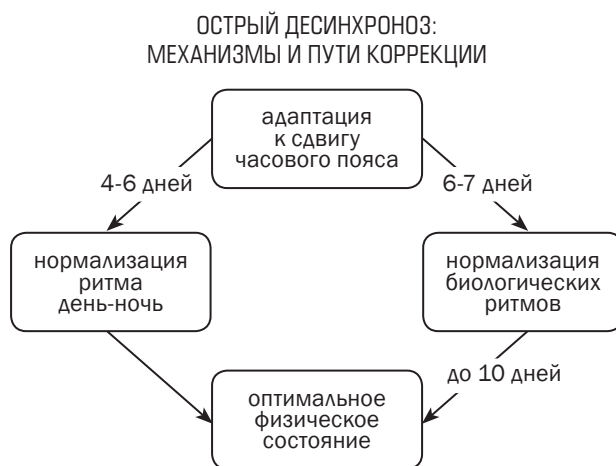 ОСТРЫЙ ДЕСИНХРОНОЗ:
МЕХАНИЗМЫ И ПУТИ КОРРЕКЦИИ
адаптация
к сдвигу
часового пояса
4-6 дней
6-7 дней
нормализация
ритма
день-ночь
нормализация
биологических
ритмов
до 10 дней
оптимальное
физическое
состояние